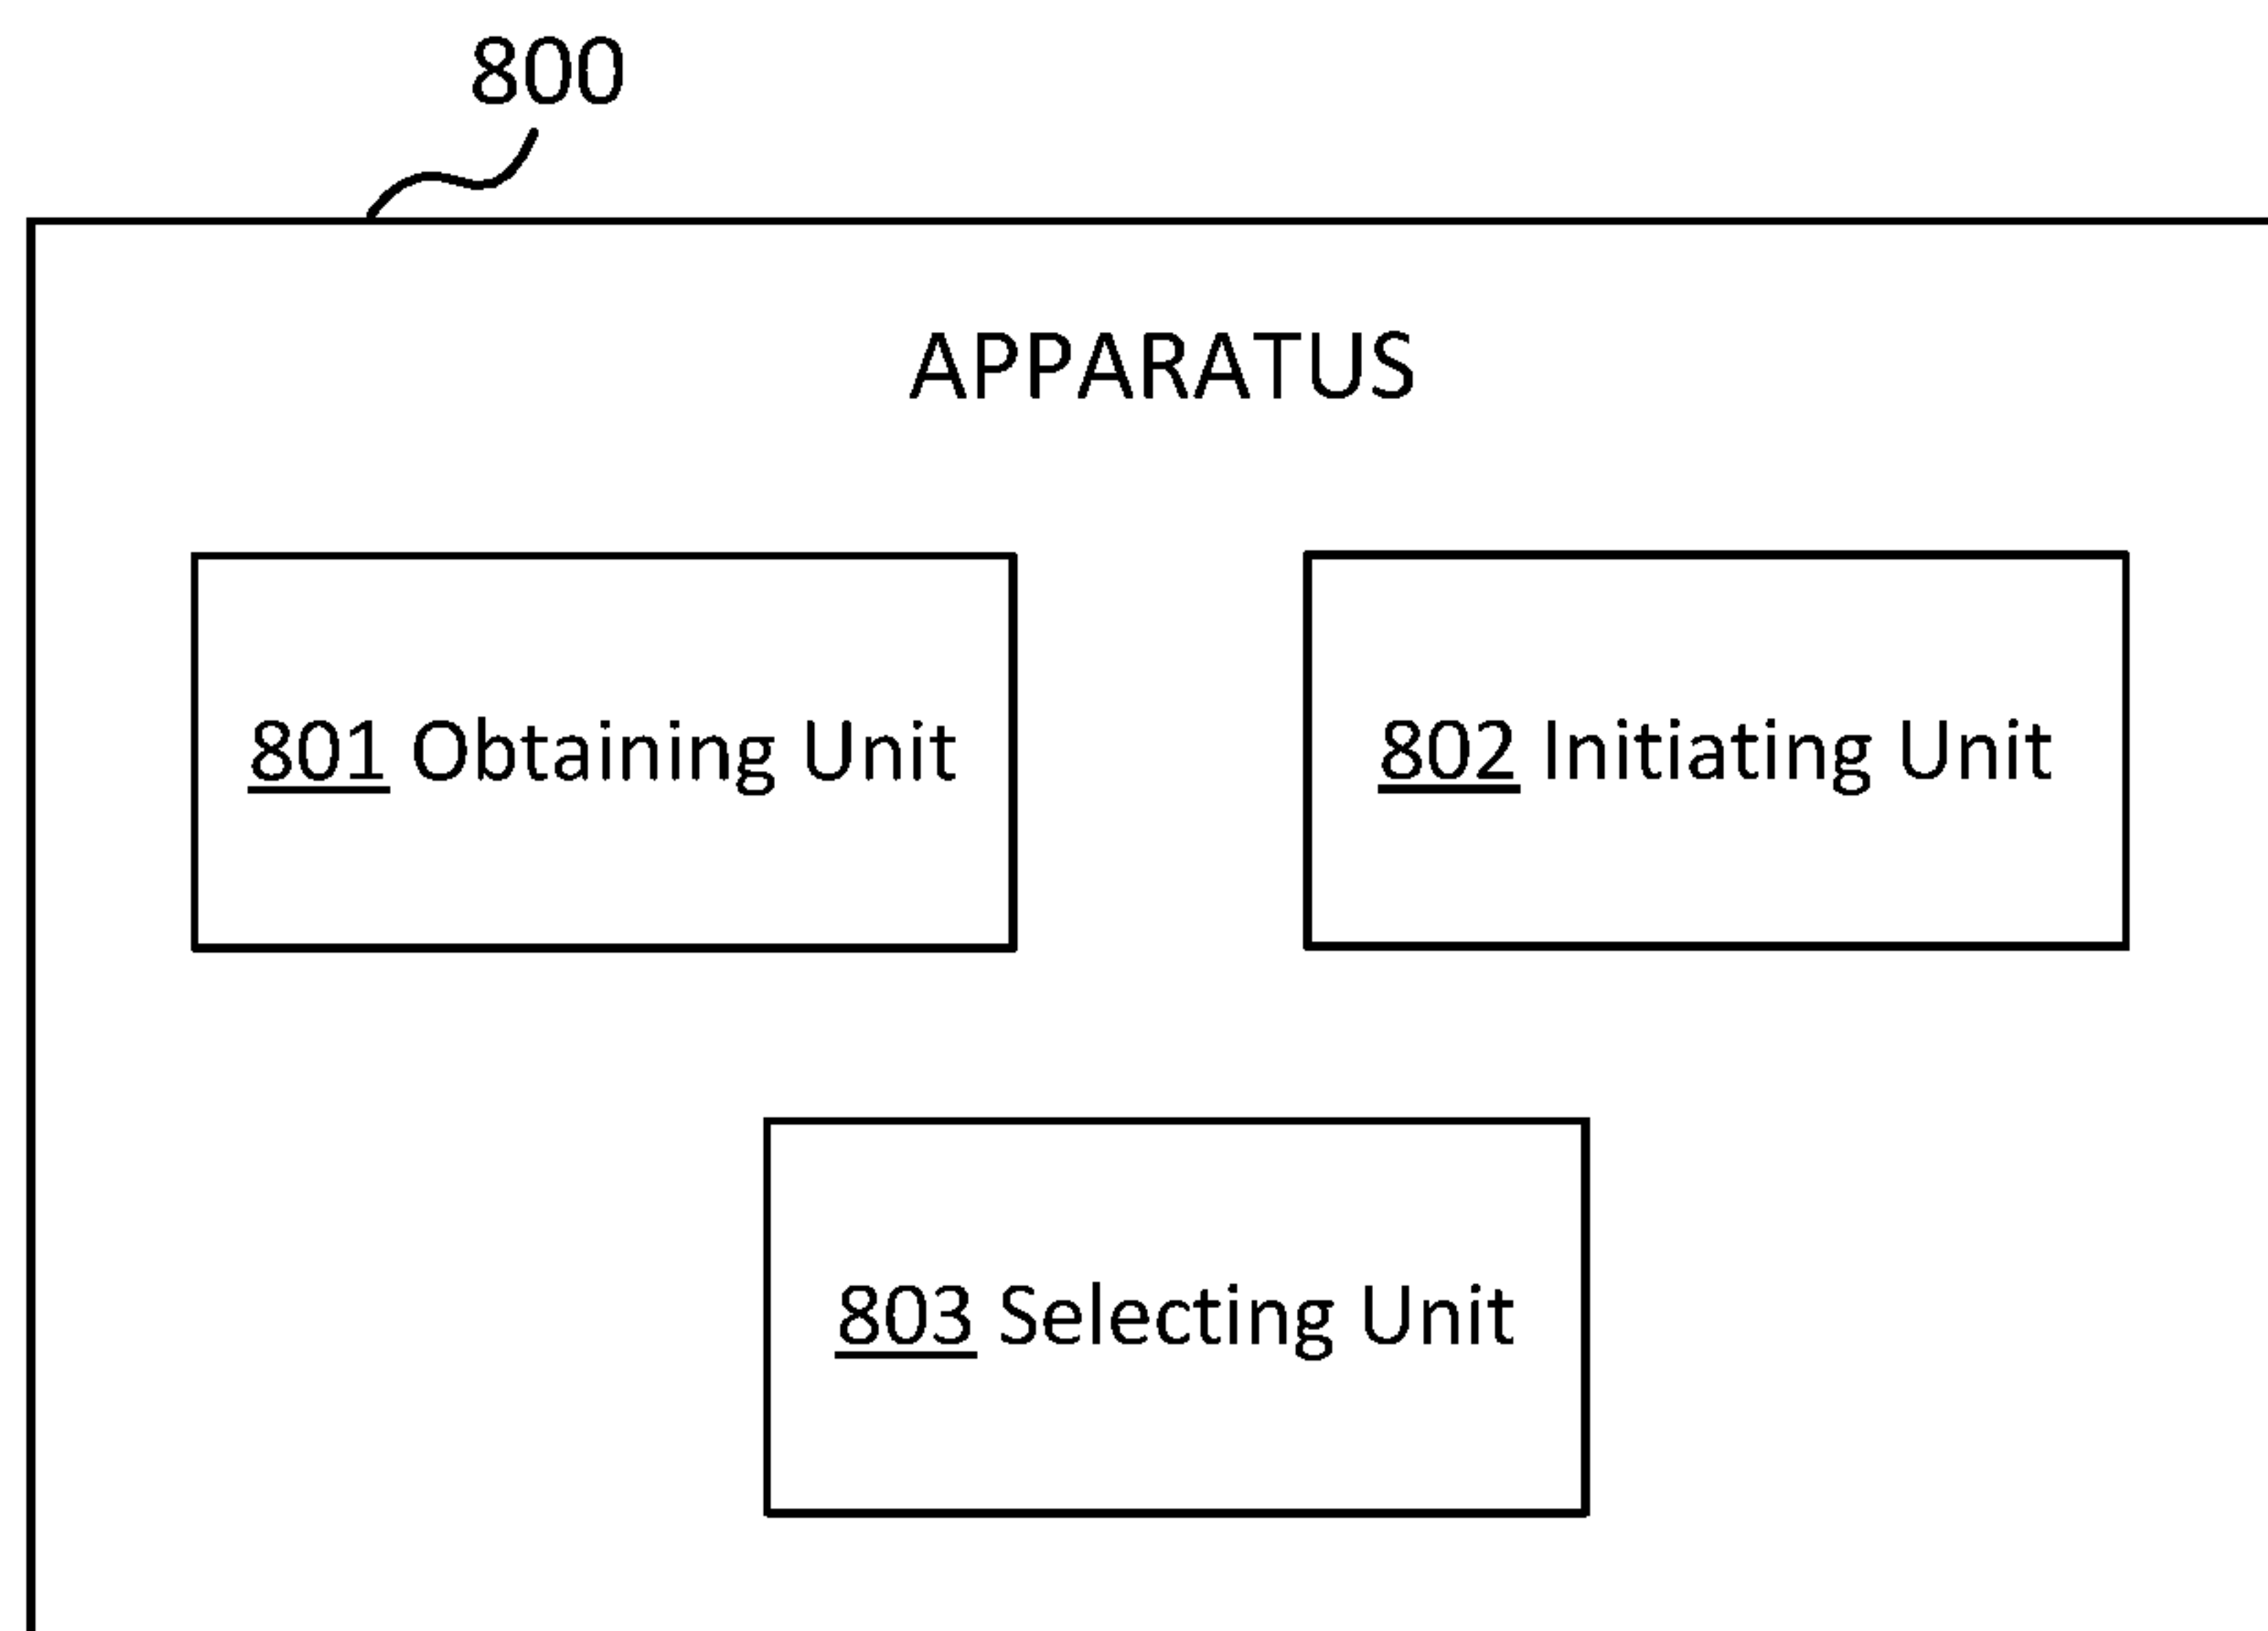 800
APPARATUS
801 Obtaining Unit
802 Initiating Unit
803 Selecting Unit